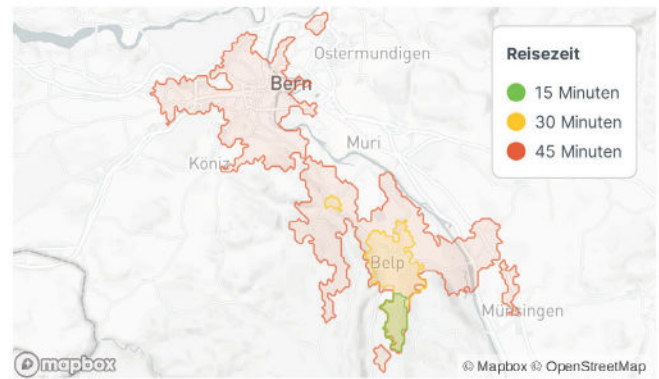 Ostermundigen
Bern
Muri
Köniz
Belp
Münsingen
Reisezeit
15 Minuten
30 Minuten
45 Minuten
mapbox
© Mapbox © OpenStreetMap